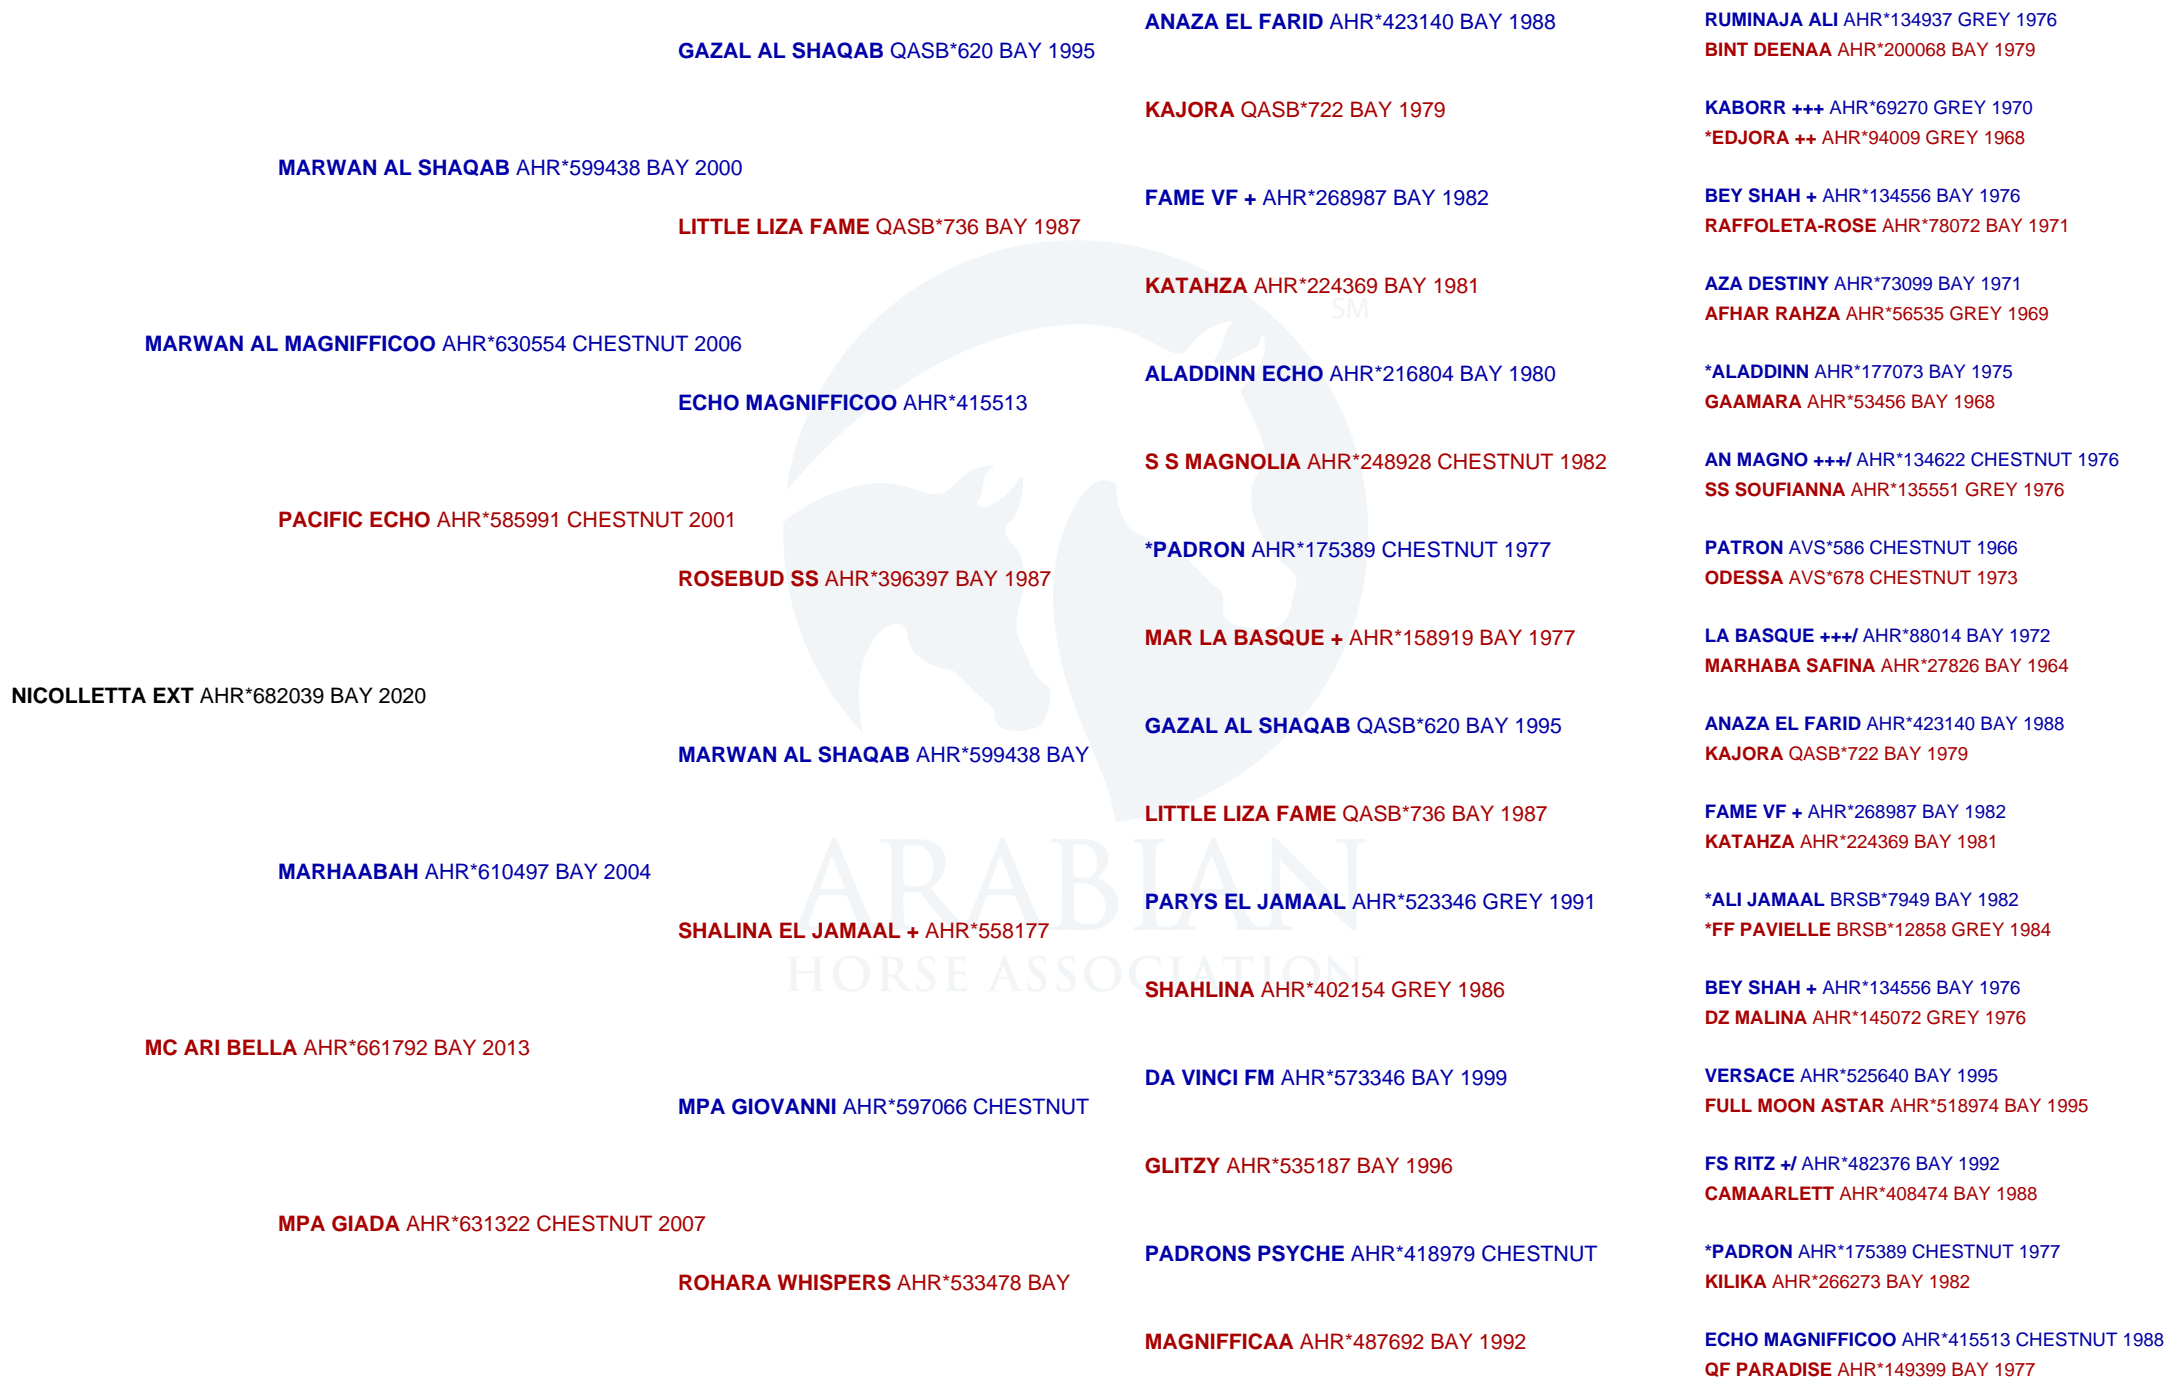 ANAZA EL FARID AHR*423140 BAY 1988
RUMINAJA ALI AHR*134937 GREY 1976
GAZAL AL SHAQAB QASB*620 BAY 1995
BINT DEENAA AHR*200068 BAY 1979
KAJORA QASB*722 BAY 1979
KABORR +++ AHR*69270 GREY 1970
*EDJORA ++ AHR*94009 GREY 1968
MARWAN AL SHAQAB AHR*599438 BAY 2000
FAME VF + AHR*268987 BAY 1982
BEY SHAH + AHR*134556 BAY 1976
LITTLE LIZA FAME QASB*736 BAY 1987
RAFFOLETA-ROSE AHR*78072 BAY 1971
KATAHZA AHR*224369 BAY 1981
AZA DESTINY AHR*73099 BAY 1971
SM
AFHAR RAHZA AHR*56535 GREY 1969
MARWAN AL MAGNIFFICOO AHR*630554 CHESTNUT 2006
ALADDINN ECHO AHR*216804 BAY 1980
*ALADDINN AHR*177073 BAY 1975
ECHO MAGNIFFICOO AHR*415513
GAAMARA AHR*53456 BAY 1968
S S MAGNOLIA AHR*248928 CHESTNUT 1982
AN MAGNO +++/ AHR*134622 CHESTNUT 1976
SS SOUFIANNA AHR*135551 GREY 1976
PACIFIC ECHO AHR*585991 CHESTNUT 2001
*PADRON AHR*175389 CHESTNUT 1977
PATRON AVS*586 CHESTNUT 1966
ROSEBUD SS AHR*396397 BAY 1987
ODESSA AVS*678 CHESTNUT 1973
MAR LA BASQUE + AHR*158919 BAY 1977
LA BASQUE +++/ AHR*88014 BAY 1972
MARHABA SAFINA AHR*27826 BAY 1964
NICOLLETTA EXT AHR*682039 BAY 2020
GAZAL AL SHAQAB QASB*620 BAY 1995
ANAZA EL FARID AHR*423140 BAY 1988
MARWAN AL SHAQAB AHR*599438 BAY
KAJORA QASB*722 BAY 1979
LITTLE LIZA FAME QASB*736 BAY 1987
FAME VF + AHR*268987 BAY 1982
KATAHZA AHR*224369 BAY 1981
MARHAABAH AHR*610497 BAY 2004
ARABIAN
PARYS EL JAMAAL AHR*523346 GREY 1991
*ALI JAMAAL BRSB*7949 BAY 1982
SHALINA EL JAMAAL + AHR*558177
*FF PAVIELLE BRSB*12858 GREY 1984
HORSE ASSOCIATION
SHAHLINA AHR*402154 GREY 1986
BEY SHAH + AHR*134556 BAY 1976
DZ MALINA AHR*145072 GREY 1976
MC ARI BELLA AHR*661792 BAY 2013
DA VINCI FM AHR*573346 BAY 1999
VERSACE AHR*525640 BAY 1995
MPA GIOVANNI AHR*597066 CHESTNUT
FULL MOON ASTAR AHR*518974 BAY 1995
GLITZY AHR*535187 BAY 1996
FS RITZ +/ AHR*482376 BAY 1992
CAMAARLETT AHR*408474 BAY 1988
MPA GIADA AHR*631322 CHESTNUT 2007
PADRONS PSYCHE AHR*418979 CHESTNUT
*PADRON AHR*175389 CHESTNUT 1977
ROHARA WHISPERS AHR*533478 BAY
KILIKA AHR*266273 BAY 1982
MAGNIFFICAA AHR*487692 BAY 1992
ECHO MAGNIFFICOO AHR*415513 CHESTNUT 1988
QF PARADISE AHR*149399 BAY 1977